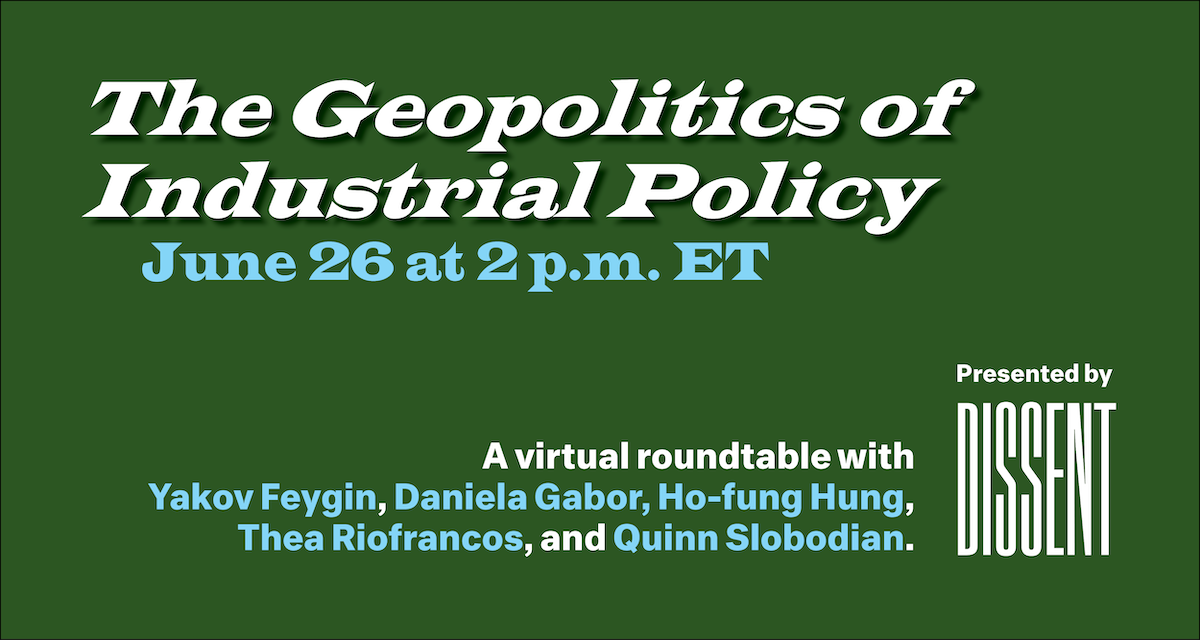 The Geopolitics of
Industrial Policy
June 26 at 2 p.m. ET
Presented by
DISSENT
A virtual roundtable with
Yakov Feygin, Daniela Gabor, Ho-fung Hung,
Thea Riofrancos, and Quinn Slobodian.